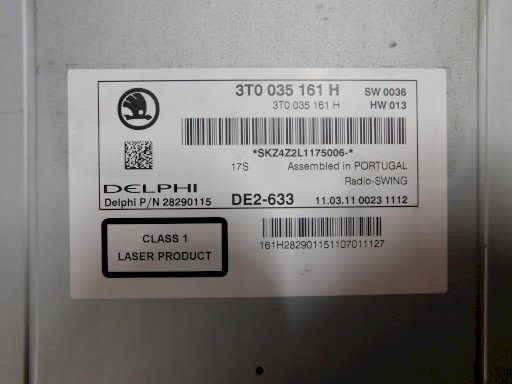 3T0 035 161 H SW 0036
3T0 035 161 H HW 013
*SKZ4Z2L1175006-*
17S Assembled in PORTUGAL
Radio-SWING
DELPHI
Delphi P/N 28290115 DE2-633 11.03.11 0023 1112
CLASS 1
LASER PRODUCT
161H282901151107011127